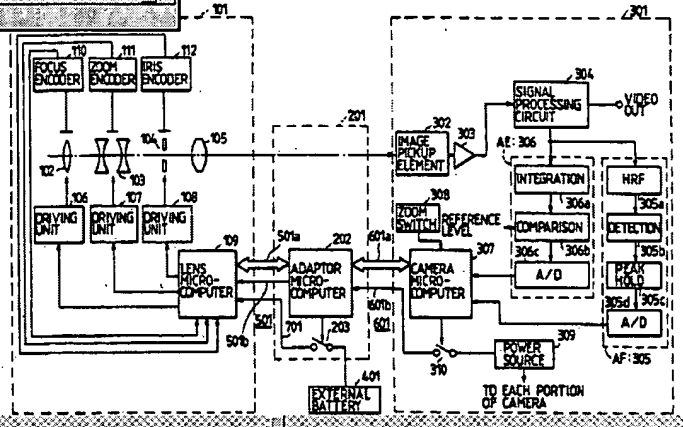 101
301
110
111
112
FOCUS
ENCODER
ZOOM
ENCODER
IRIS
ENCODER
304
SIGNAL
PROCESSING
CIRCUIT
VIDEO
OUT
201
302
303
IMAGE
PICKUP
ELEMENT
104
105
102
103
AE: 306
INTEGRATION
HRF
306a
305a
106
107
108
DRIVING
UNIT
DRIVING
UNIT
DRIVING
UNIT
308
ZOOM
SWITCH
REFERENCE
LEVEL
COMPARISON
DETECTION
306b
305b
109
501a
202
601a
307
306c
LENS
MICRO-
COMPUTER
ADAPTOR
MICRO-
COMPUTER
CAMERA
MICRO-
COMPUTER
A/D
PEAK
HOLD
305c
305d
A/D
501b
501
701
203
601b
601
310
309
POWER
SOURCE
AF: 305
401
EXTERNAL
BATTERY
TO EACH PORTION
OF CAMERA